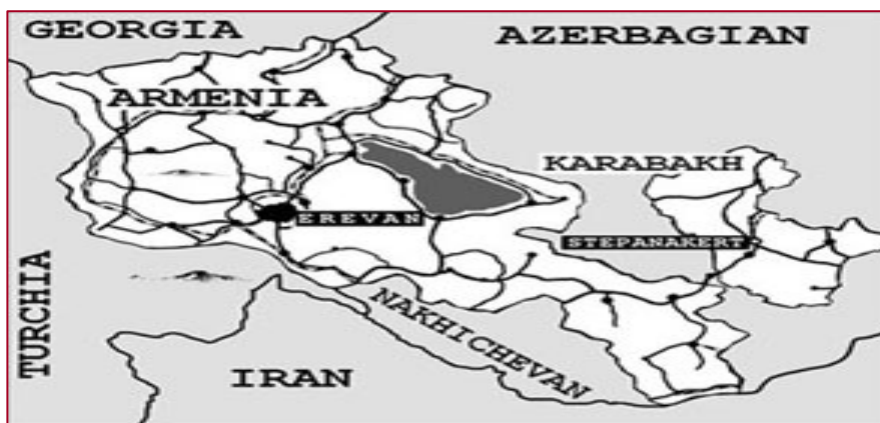 GEORGIA
AZERBAGIAN
ARMENIA
KARABAKH
EREVAN
STEPANAKERT
TURCHIA
NAKHICHEVAN
IRAN